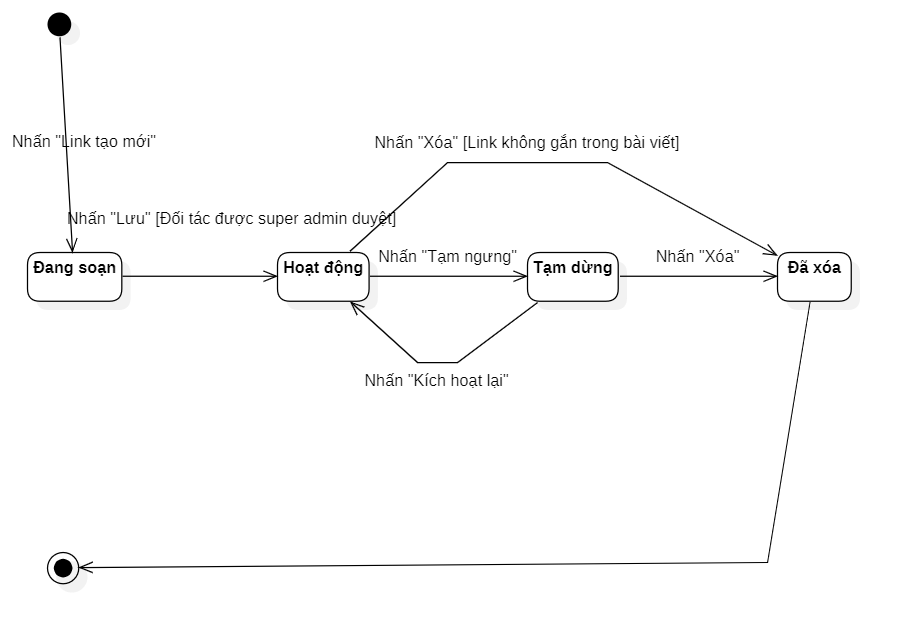 Nhấn "Link tạo mới"
Nhấn "Xóa" [Link không gắn trong bài viết]
Nhấn "Lưu" [Đối tác được super admin duyệt]
Nhấn "Tạm ngưng"
Nhấn "Xóa"
Đang soạn
Hoạt động
Tạm dừng
Đã xóa
Nhấn "Kích hoạt lại"